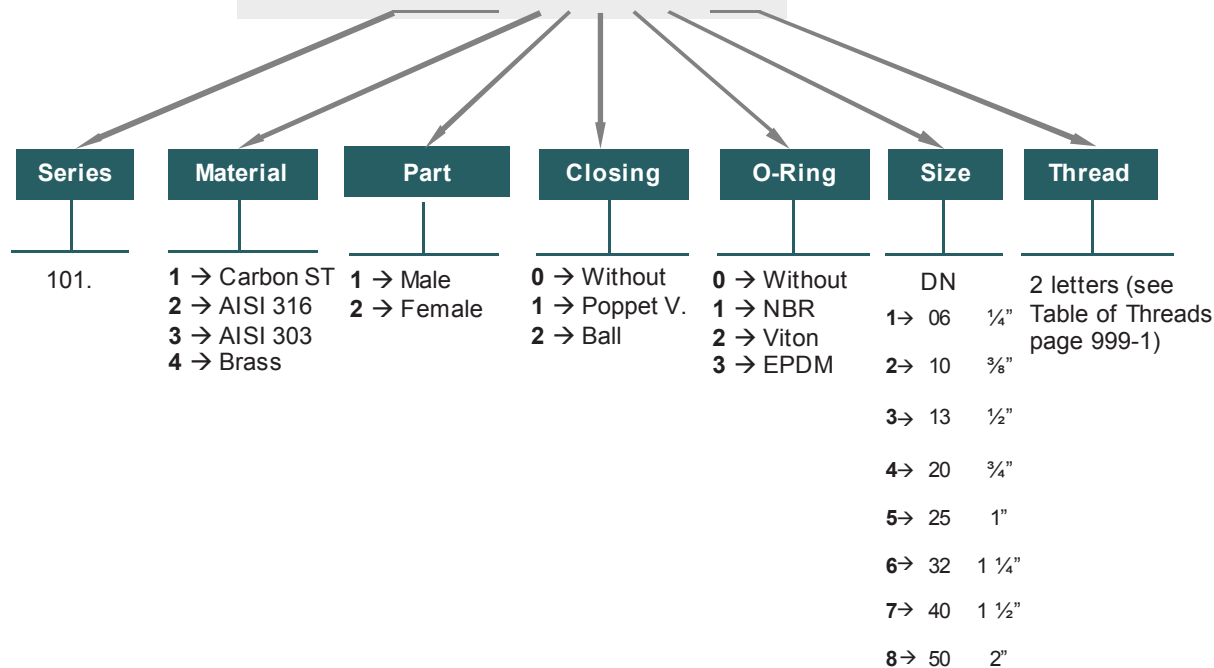 Series Material Part Closing O-Ring Size Thread
101.
1 → Carbon ST
2 → AISI 316
3 → AISI 303
4 → Brass
1 → Male
2 → Female
0 → Without
1 → Poppet V.
2 → Ball
0 → Without
1 → NBR
2 → Viton
3 → EPDM
DN
1→ 06 ¼”
2→ 10 ⅜”
3→ 13 ½”
4→ 20 ¾”
5→ 25 1”
6→ 32 1 ¼”
7→ 40 1 ½”
8→ 50 2”
2 letters (see
Table of Threads
page 999-1)